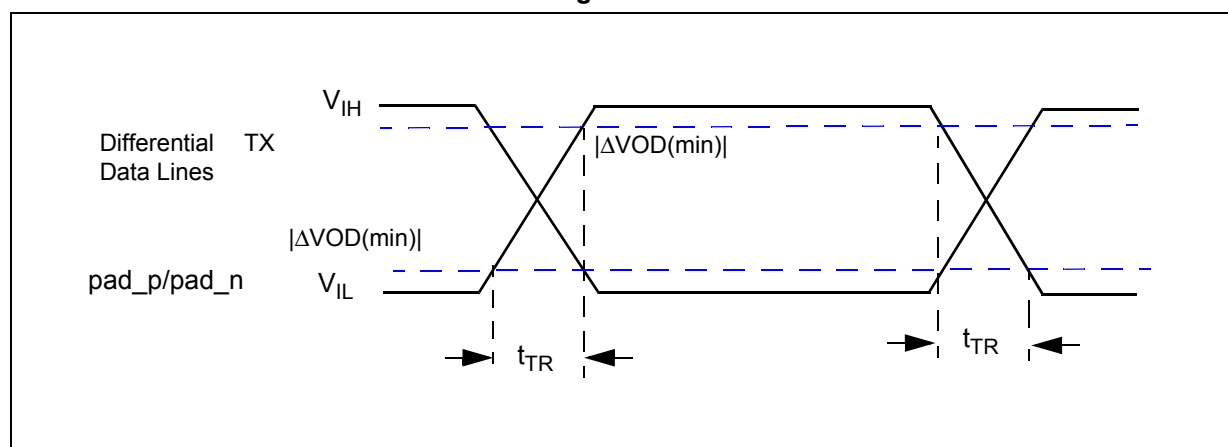 V_IH
Differential TX
Data Lines
|ΔVOD(min)|
|ΔVOD(min)|
pad_p/pad_n
V_IL
t_TR
t_TR